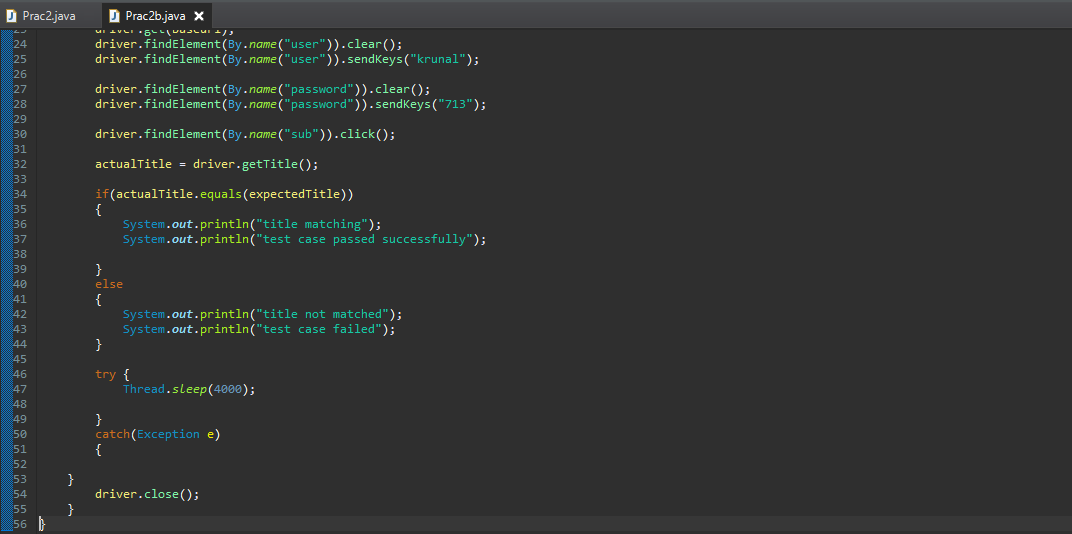 Prac2.java Prac2b.java
23 driver.get(baseurl);
24 driver.findElement(By.name("user")).clear();
25 driver.findElement(By.name("user")).sendKeys("krunal");
26
27 driver.findElement(By.name("password")).clear();
28 driver.findElement(By.name("password")).sendKeys("713");
29
30 driver.findElement(By.name("sub")).click();
31
32 actualTitle = driver.getTitle();
33
34 if(actualTitle.equals(expectedTitle))
35 {
36 System.out.println("title matching");
37 System.out.println("test case passed successfully");
38
39 }
40 else
41 {
42 System.out.println("title not matched");
43 System.out.println("test case failed");
44 }
45
46 try {
47 Thread.sleep(4000);
48
49 }
50 catch(Exception e)
51 {
52
53 }
54 driver.close();
55 }
56 }